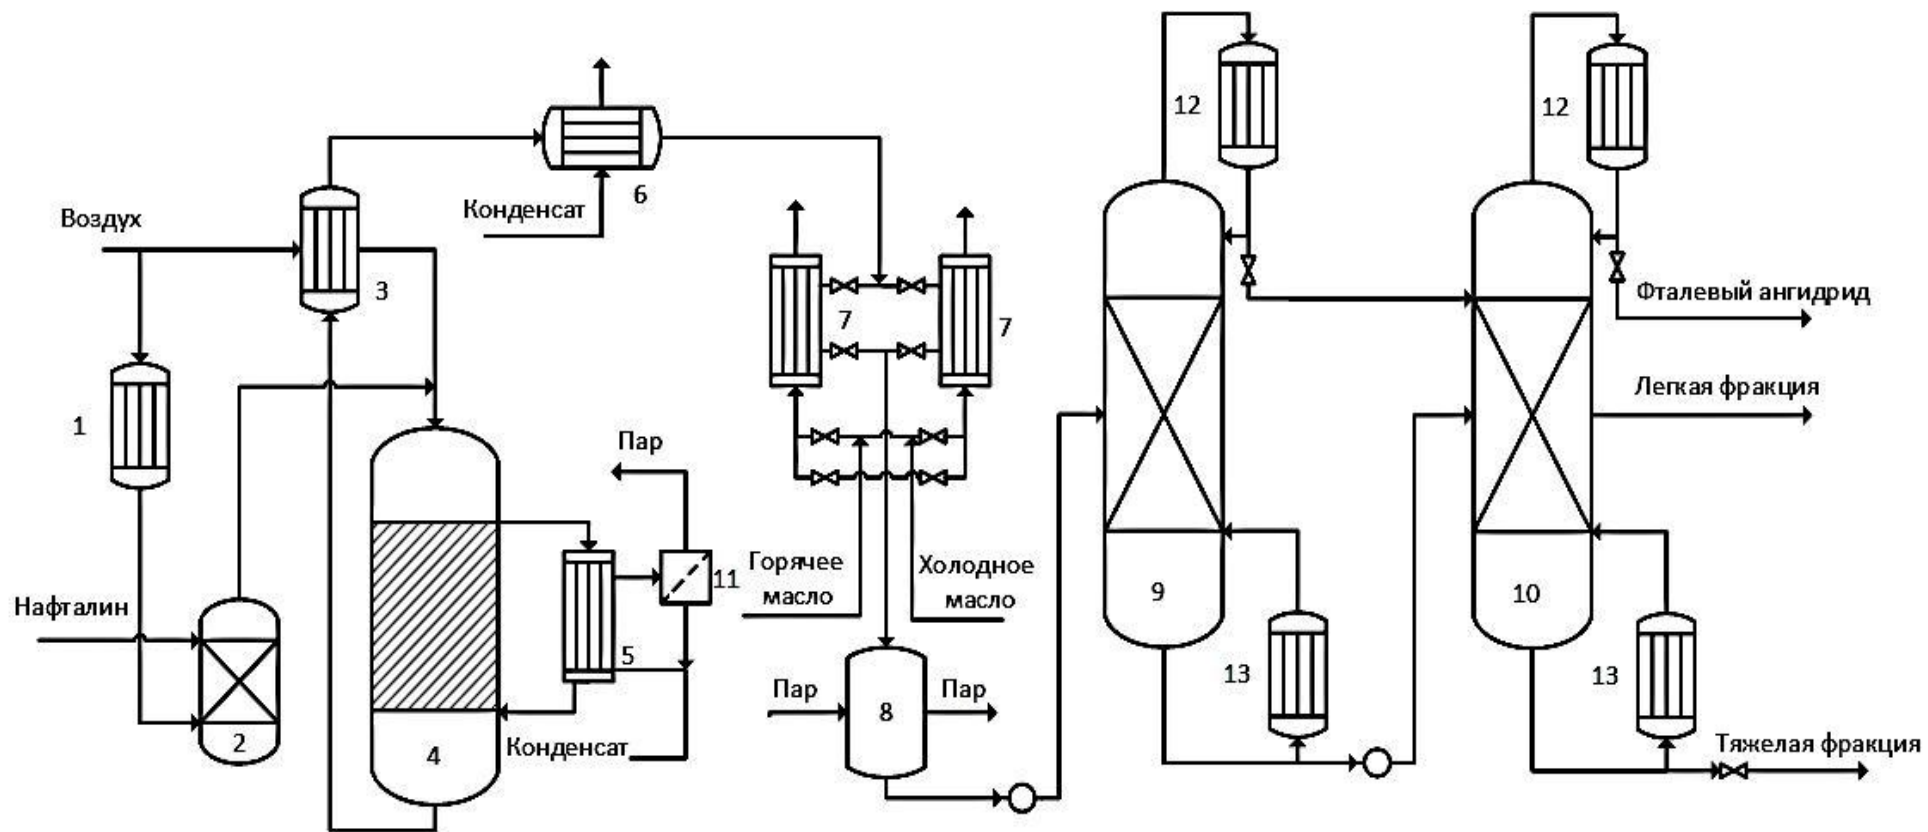 12
12
6
Конденсат
Воздух
3
Фталевый ангидрид
7
7
Легкая фракция
1
Пар
Горячее
масло
Холодное
масло
11
9
10
Нафталин
5
13
13
Пар
Пар
8
2
4
Конденсат
Тяжелая фракция